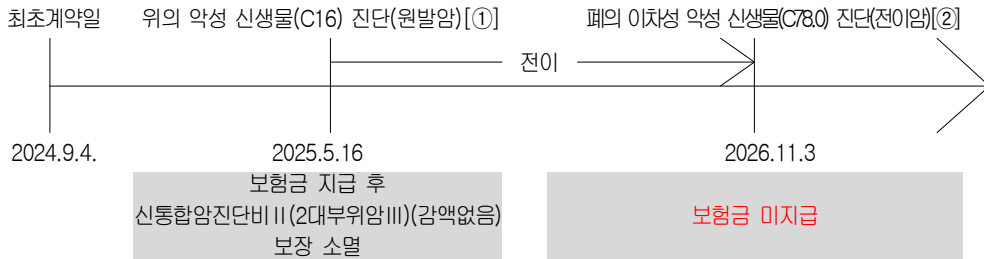 최초계약일 위의 악성 신생물(C16) 진단(원발암)[①] 폐의 이차성 악성 신생물(C78.0) 진단(전이암)[②]
전이
2024.9.4. 2025.5.16 2026.11.3
보험금 지급 후
신통합암진단비Ⅱ(2대부위암Ⅲ)(감액없음)
보장 소멸
보험금 미지급